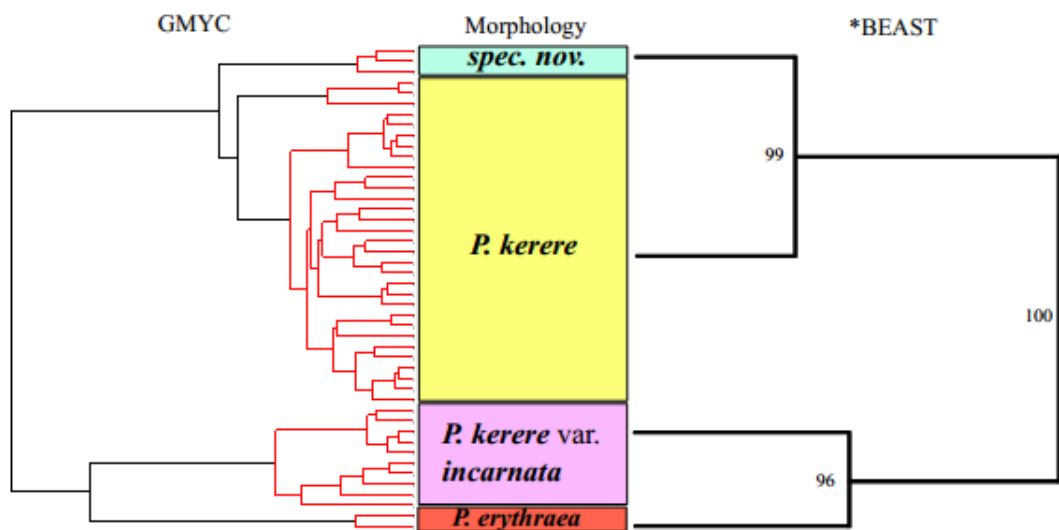 GMYC
Morphology
*BEAST
spec. nov.
99
P. kerere
100
P. kerere var.
incarnata
96
P. erythraea